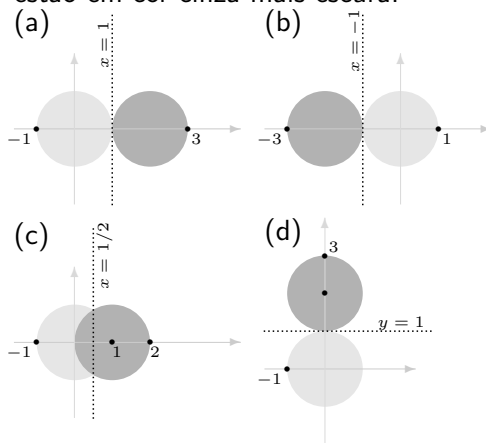 estão em cor cinza mais escura.
(a)
x = 1
−1
3
(b)
x = −1
−3
1
(c)
x = 1/2
−1
1
2
(d)
3
y = 1
−1